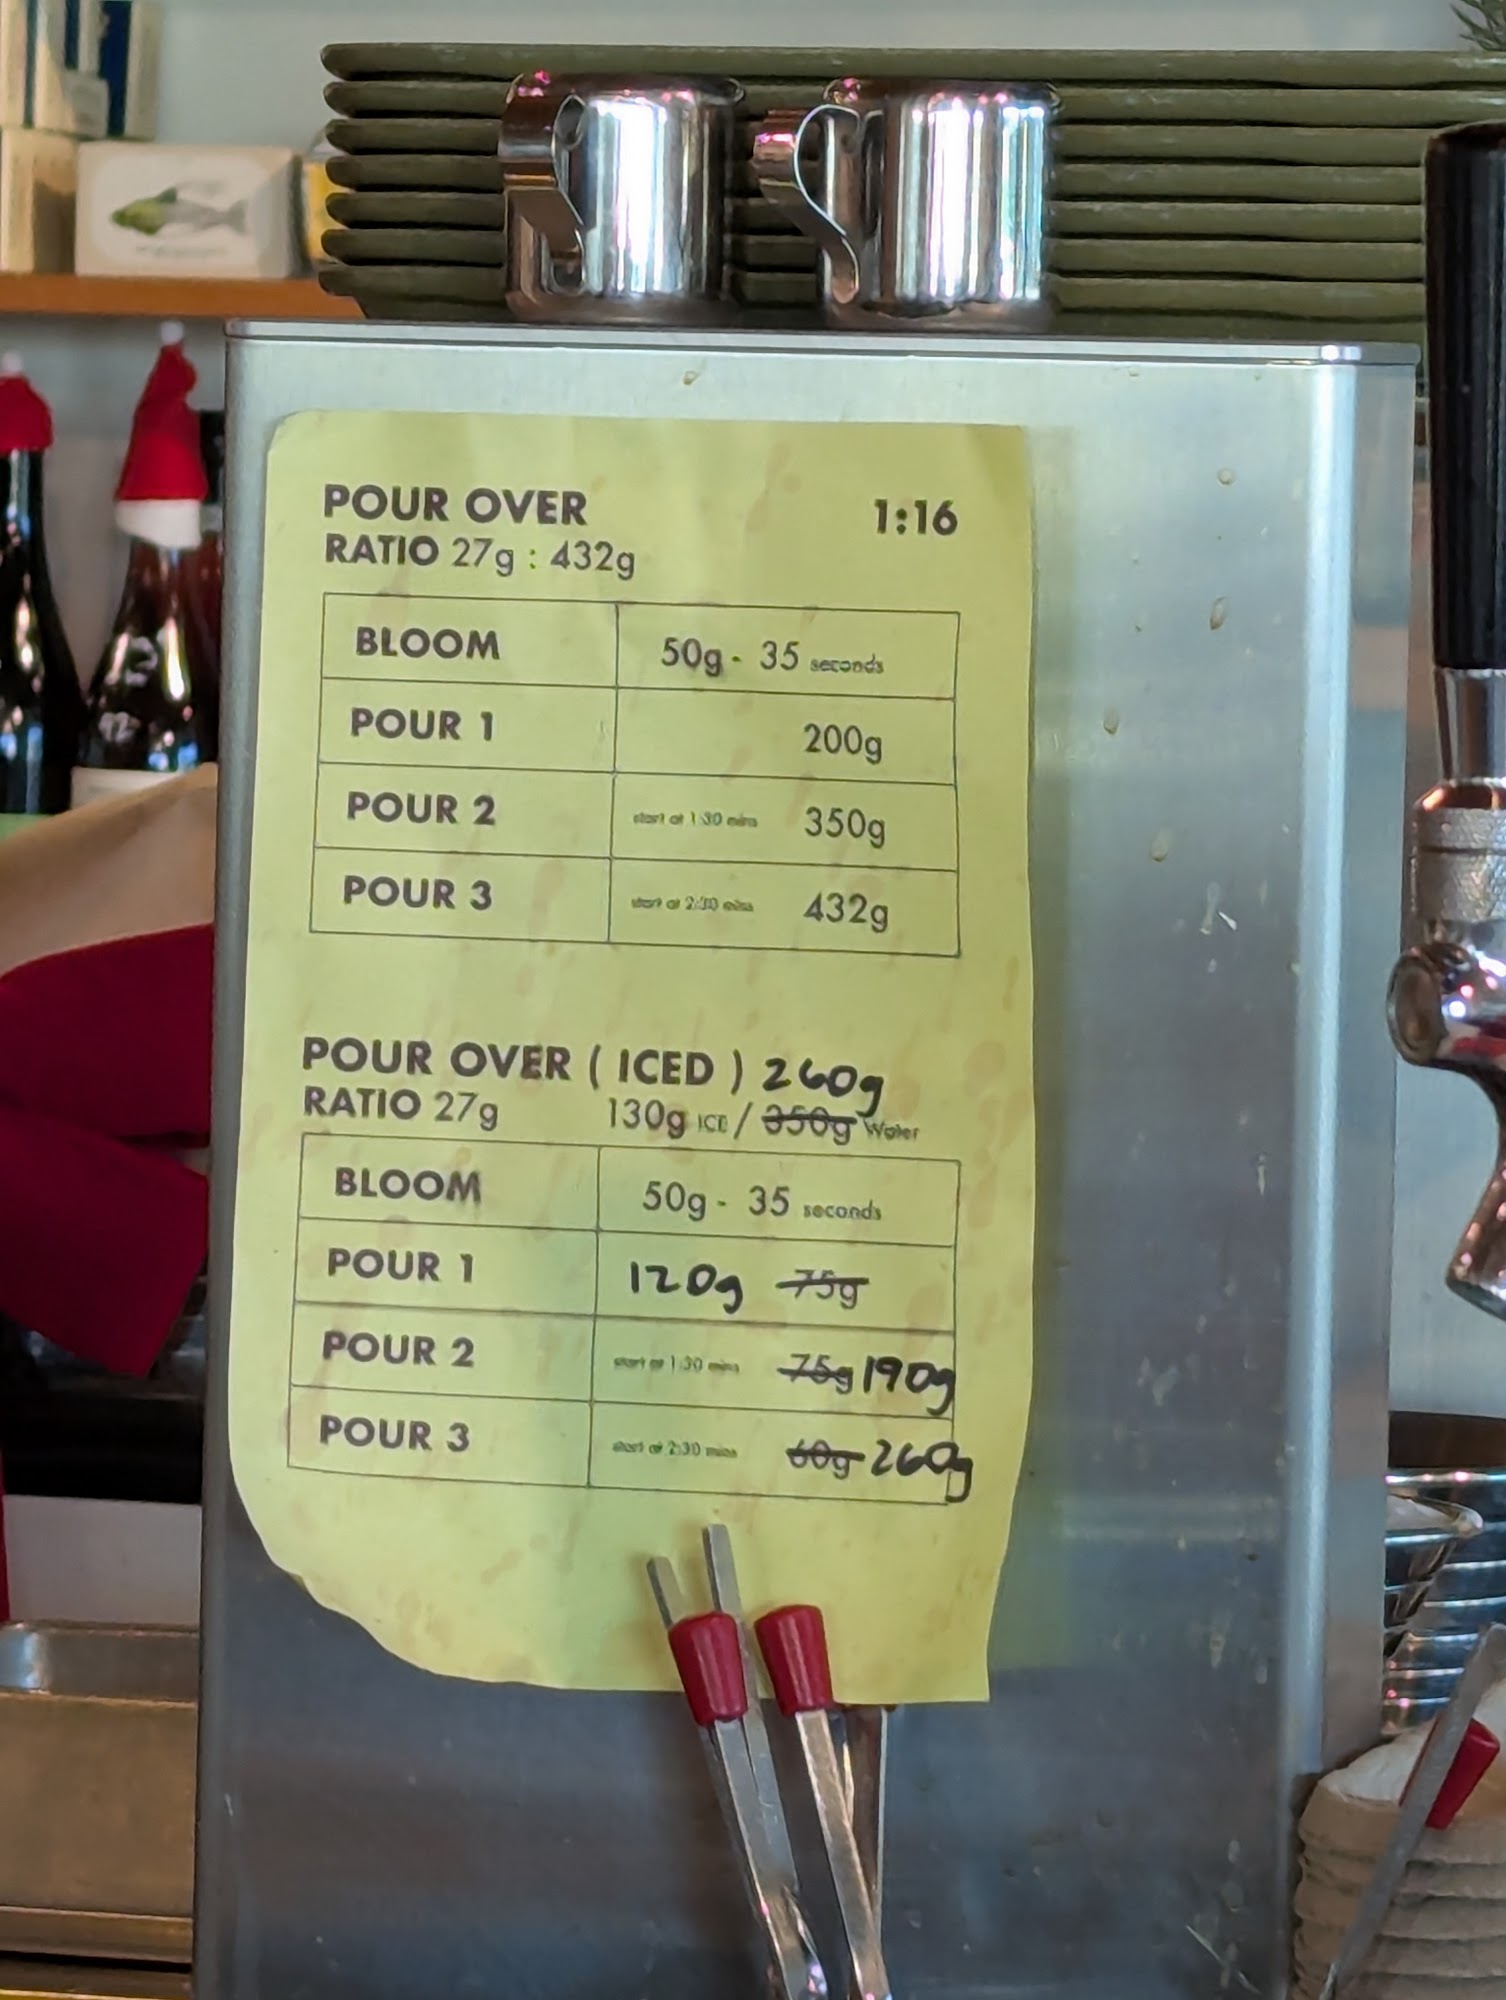 POUR OVER 1:16
RATIO 27g : 432g
BLOOM 50g - 35 seconds
POUR 1 200g
POUR 2 start at 1:30 mins 350g
POUR 3 start at 2:30 mins 432g
POUR OVER ( ICED ) 260g
RATIO 27g 130g ICE / 350g Water
BLOOM 50g - 35 seconds
POUR 1 120g 75g
POUR 2 start at 1:30 mins 75g 190g
POUR 3 start at 2:30 mins 60g 260g